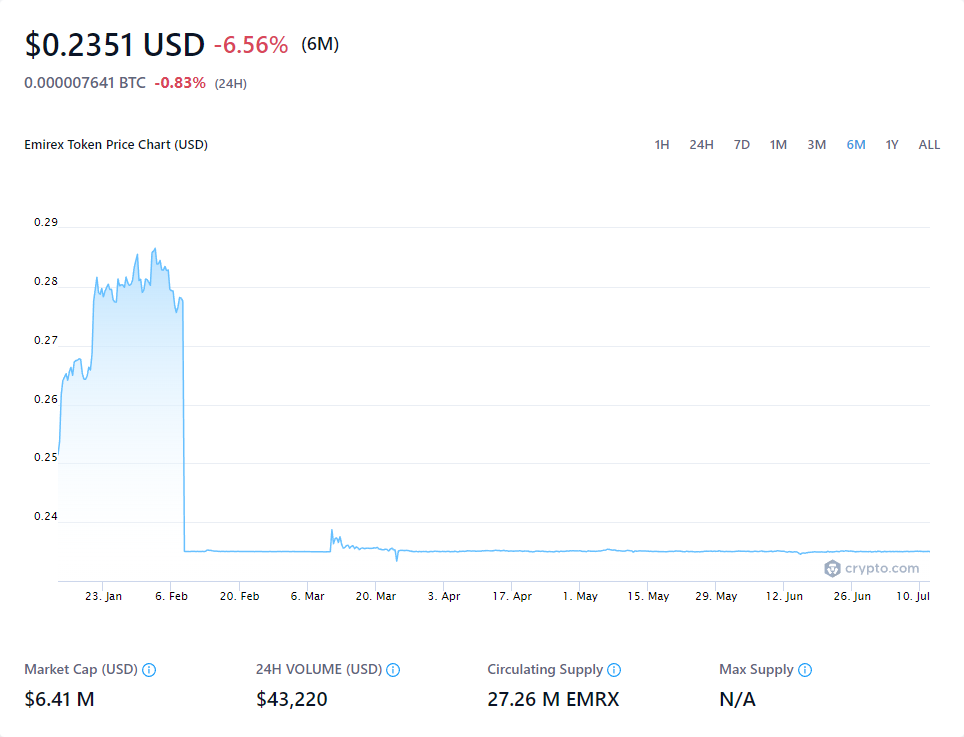 $0.2351 USD -6.56% (6M)
0.000007641 BTC -0.83% (24H)
Emirex Token Price Chart (USD) 1H 24H 7D 1M 3M 6M 1Y ALL
0.29
0.28
0.27
0.26
0.25
0.24
crypto.com
23. Jan 6. Feb 20. Feb 6. Mar 20. Mar 3. Apr 17. Apr 1. May 15. May 29. May 12. Jun 26. Jun 10. Jul
Market Cap (USD) 24H VOLUME (USD) Circulating Supply Max Supply
$6.41 M $43,220 27.26 M EMRX N/A